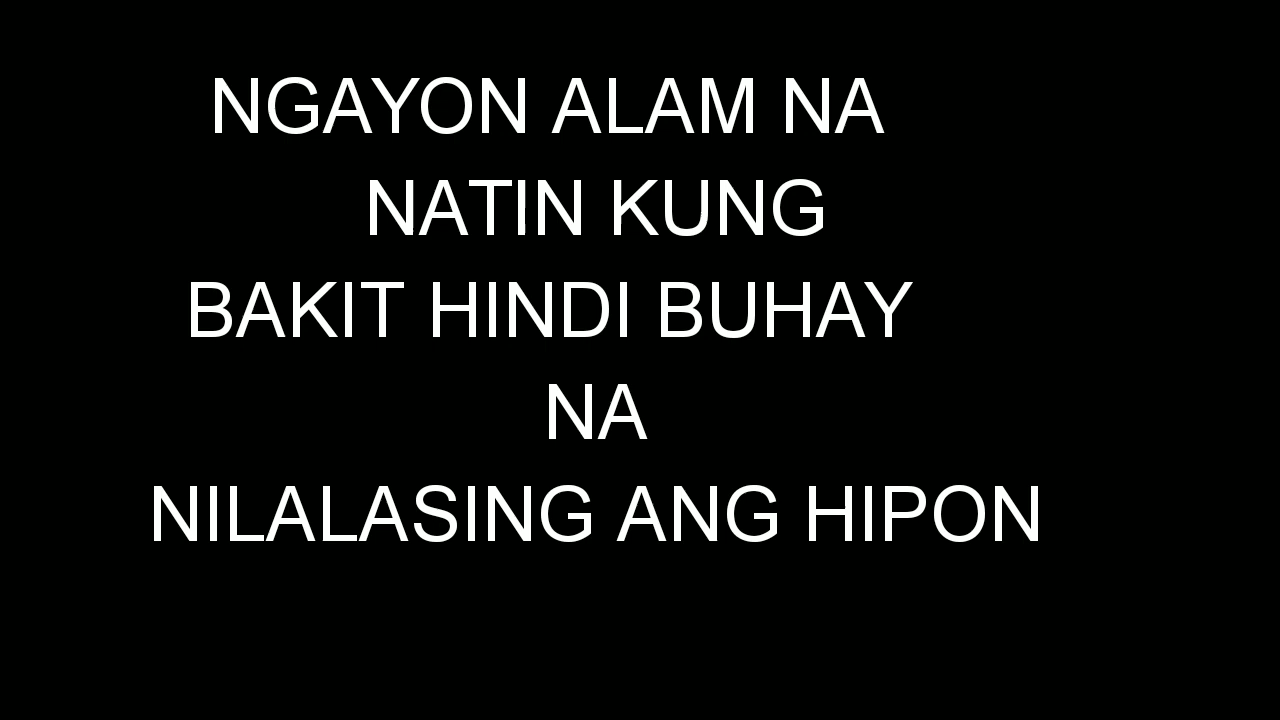 NGAYON ALAM NA
NATIN KUNG
BAKIT HINDI BUHAY
NA
NILALASING ANG HIPON